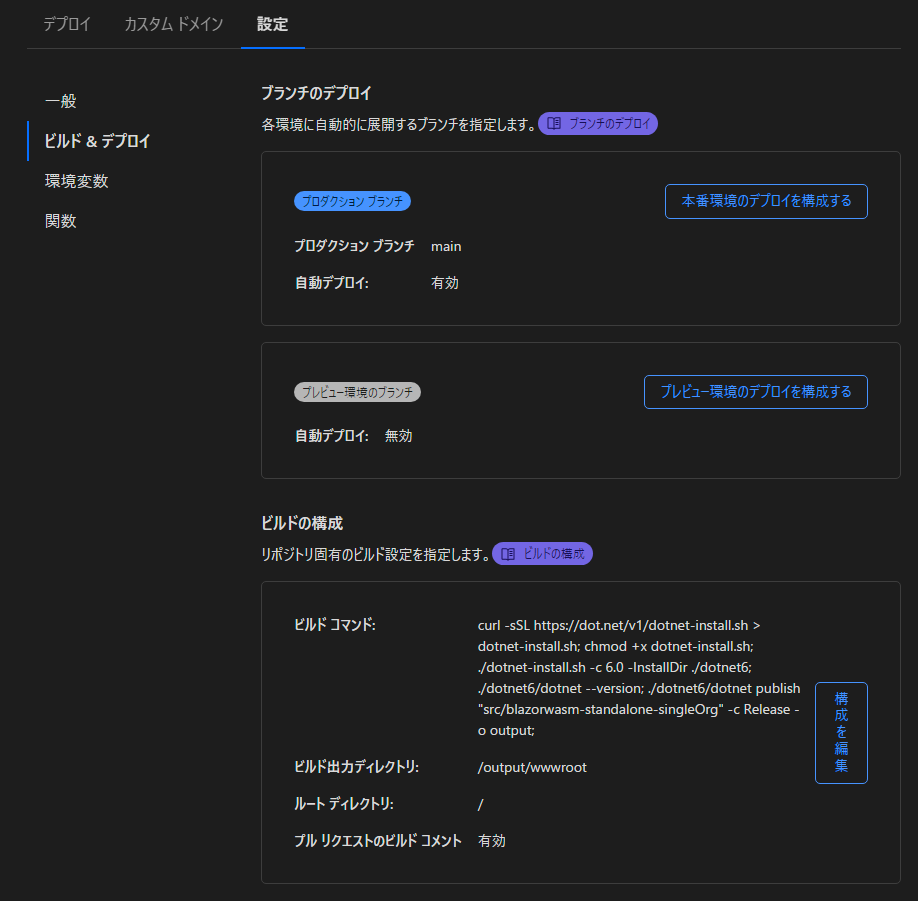 デプロイ カスタム ドメイン 設定
一般
ビルド & デプロイ
環境変数
関数
ブランチのデプロイ
各環境に自動的に展開するブランチを指定します。 ブランチのデプロイ
プロダクション ブランチ
本番環境のデプロイを構成する
プロダクション ブランチ main
自動デプロイ: 有効
プレビュー環境のブランチ
プレビュー環境のデプロイを構成する
自動デプロイ: 無効
ビルドの構成
リポジトリ固有のビルド設定を指定します。 ビルドの構成
ビルド コマンド: curl -sSL https://dot.net/v1/dotnet-install.sh >
dotnet-install.sh; chmod +x dotnet-install.sh;
./dotnet-install.sh -c 6.0 -InstallDir ./dotnet6;
./dotnet6/dotnet --version; ./dotnet6/dotnet publish
"src/blazorwasm-standalone-singleOrg" -c Release -
o output;
構成を編集
ビルド出力ディレクトリ: /output/wwwroot
ルート ディレクトリ: /
プル リクエストのビルド コメント 有効